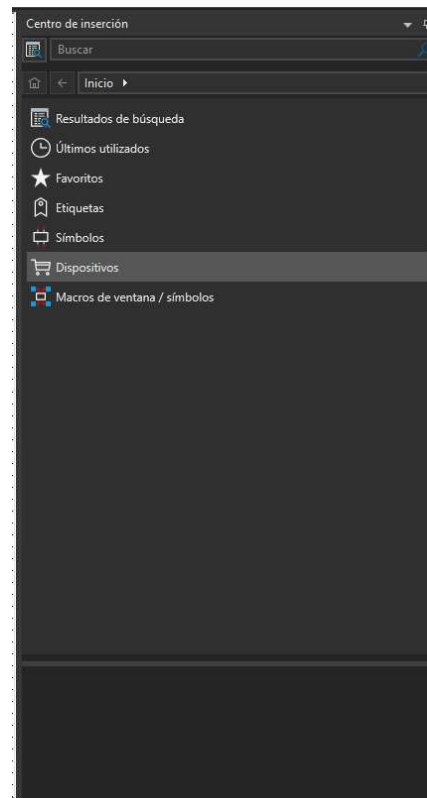 Centro de inserción
Buscar
Inicio
Resultados de búsqueda
Últimos utilizados
Favoritos
Etiquetas
Símbolos
Dispositivos
Macros de ventana / símbolos